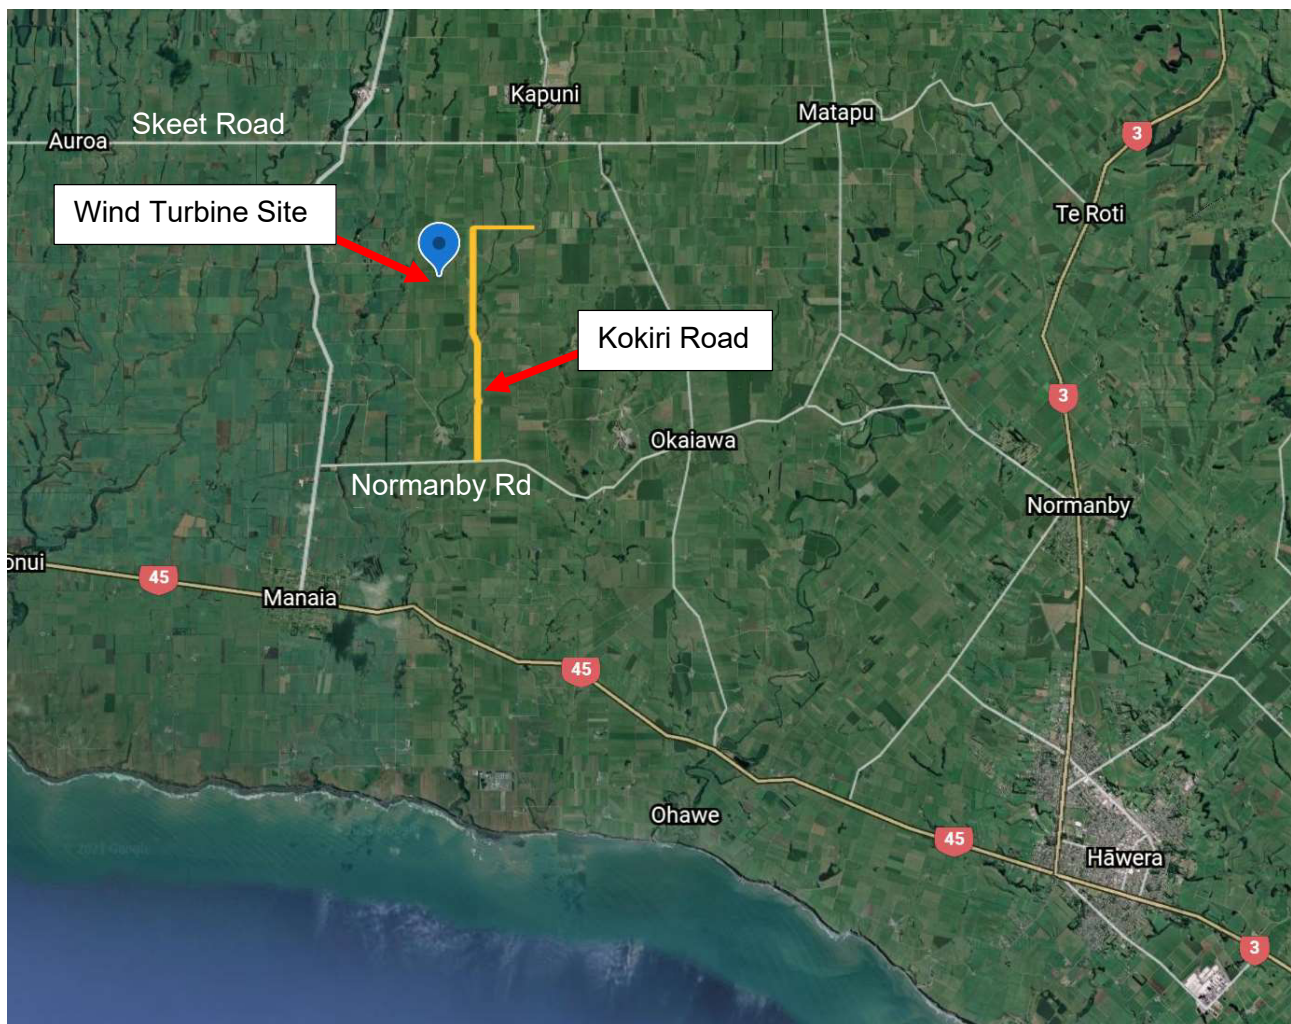 Kapuni
Matapu
Skeet Road
Auroa
3
Wind Turbine Site
Te Roti
Kokiri Road
3
Okaiawa
Normanby Rd
Normanby
onui
45
Manaia
45
Ohawe
45
Hāwera
3